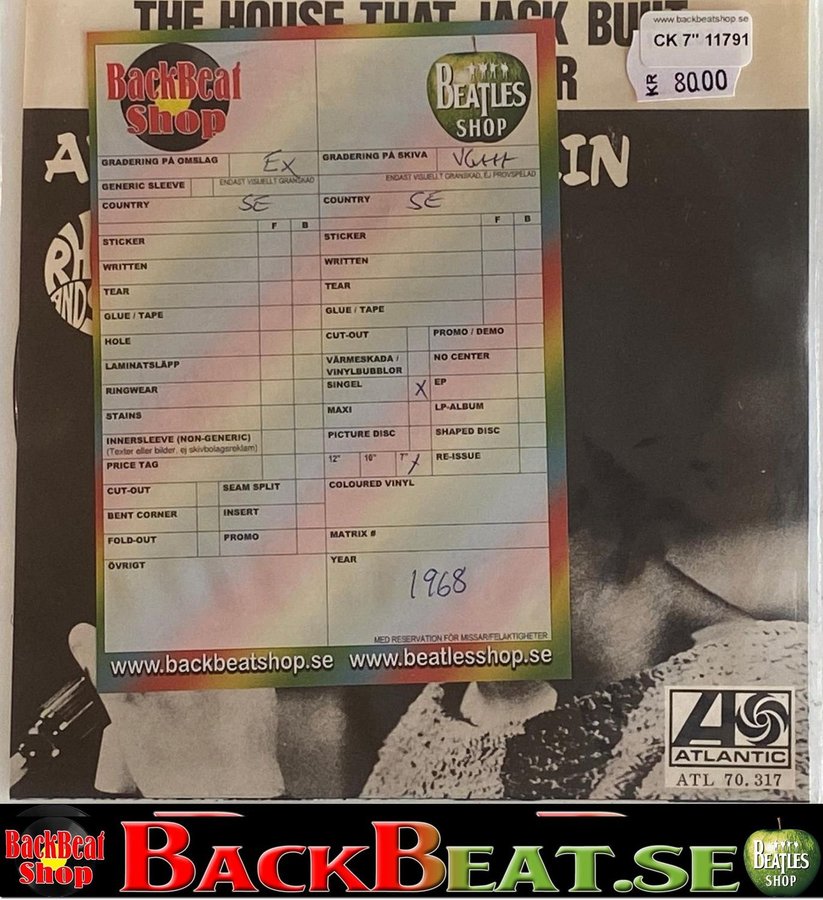 THE HOUSE THAT JACK BUILT
www.backbeatshop.se
CK 7" 11791
KR 80.00
BackBeat
Shop
BEATLES
SHOP
GRADERING PÅ OMSLAG EX
ENDAST VISUELLT GRANSKAD
GENERIC SLEEVE
COUNTRY SE
F B
STICKER
WRITTEN
TEAR
GLUE / TAPE
HOLE
LAMINATSLÄPP
RINGWEAR
STAINS
INNERSLEEVE (NON-GENERIC)
(Texter eller bilder, ej skivbolagsreklam)
PRICE TAG
CUT-OUT SEAM SPLIT
BENT CORNER INSERT
FOLD-OUT PROMO
ÖVRIGT
GRADERING PÅ SKIVA VG++
ENDAST VISUELLT GRANSKAD, EJ PROVSPELAD
COUNTRY SE
F B
STICKER
WRITTEN
TEAR
GLUE / TAPE
CUT-OUT PROMO / DEMO
VÄRMESKADA / VINYLBUBBLOR NO CENTER
SINGEL X EP
MAXI LP-ALBUM
PICTURE DISC SHAPED DISC
12" 10" 7" X RE-ISSUE
COLOURED VINYL
MATRIX #
YEAR
1968
MED RESERVATION FÖR MISSAR/FELAKTIGHETER
www.backbeatshop.se www.beatlesshop.se
ATLANTIC
ATL 70.317
BackBeat
Shop
BACKBEAT.SE
BEATLES
SHOP